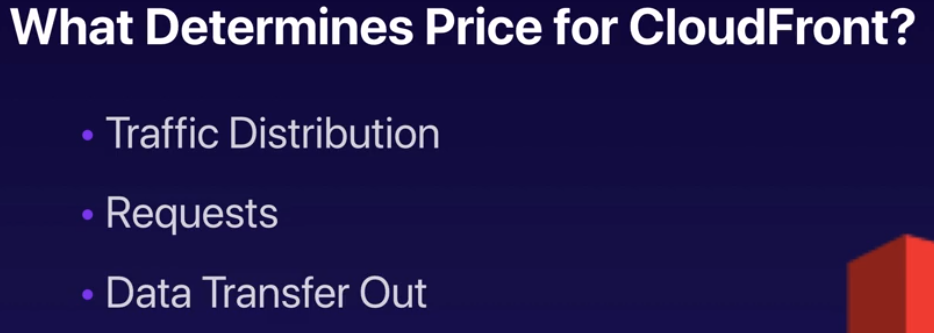 What Determines Price for CloudFront?
• Traffic Distribution
• Requests
• Data Transfer Out